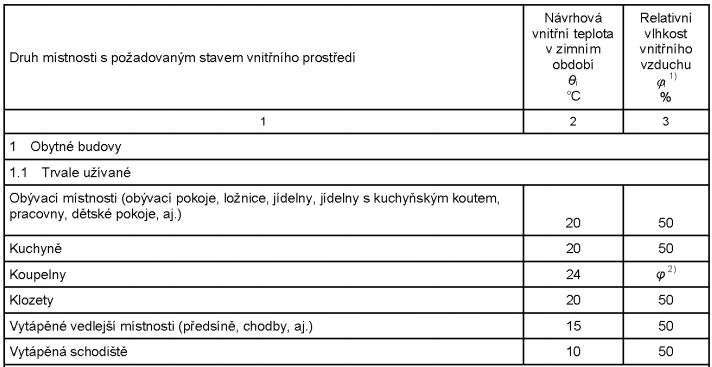 Druh místnosti s požadovaným stavem vnitřního prostředí
Návrhová
vnitřní teplota
v zimním
období
θi
°C
Relativní
vlhkost
vnitřního
vzduchu
φi 1)
%
1 2 3
1 Obytné budovy
1.1 Trvale užívané
Obývací místnosti (obývací pokoje, ložnice, jídelny, jídelny s kuchyňským koutem,
pracovny, dětské pokoje, aj.) 20 50
Kuchyně 20 50
Koupelny 24 φ 2)
Klozety 20 50
Vytápěné vedlejší místnosti (předsíně, chodby, aj.) 15 50
Vytápěná schodiště 10 50